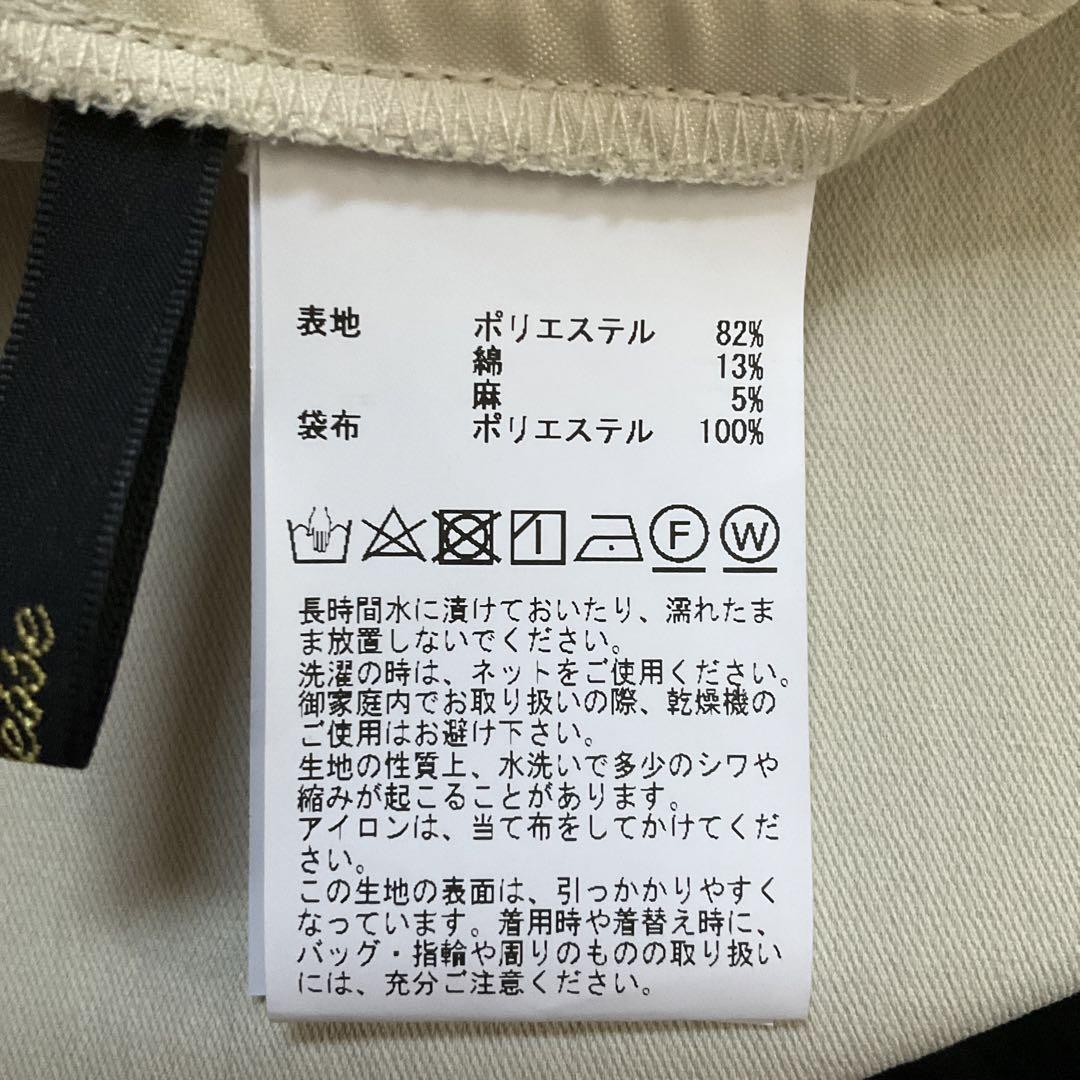 表地 ポリエステル 82%
綿 13%
麻 5%
袋布 ポリエステル 100%
F W
長時間水に漬けておいたり、濡れたま
ま放置しないでください。
洗濯の時は、ネットをご使用ください。
御家庭内でお取り扱いの際、乾燥機の
ご使用はお避け下さい。
生地の性質上、水洗いで多少のシワや
縮みが起こることがあります。
アイロンは、当て布をしてかけてくだ
さい。
この生地の表面は、引っかかりやすく
なっています。着用時や着替え時に、
バッグ・指輪や周りのものの取り扱い
には、充分ご注意ください。